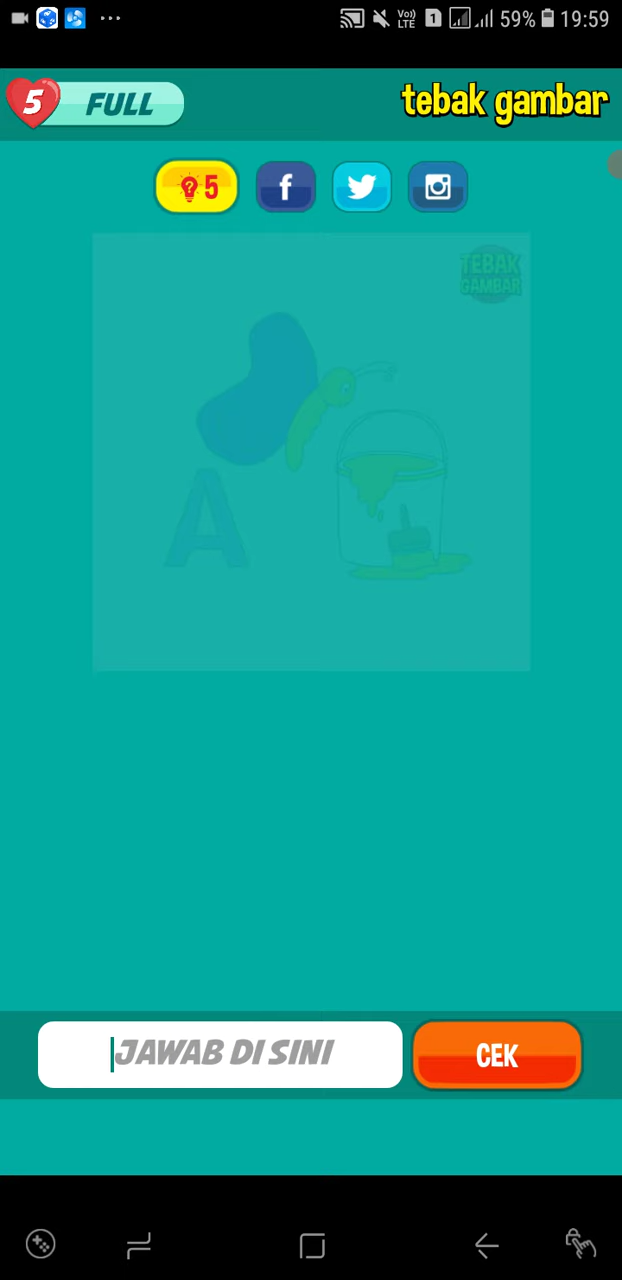 Vo))
LTE
1
59%
19:59
5 FULL
tebak gambar
? 5
f
TEBAK
GAMBAR
A
JAWAB DI SINI
CEK